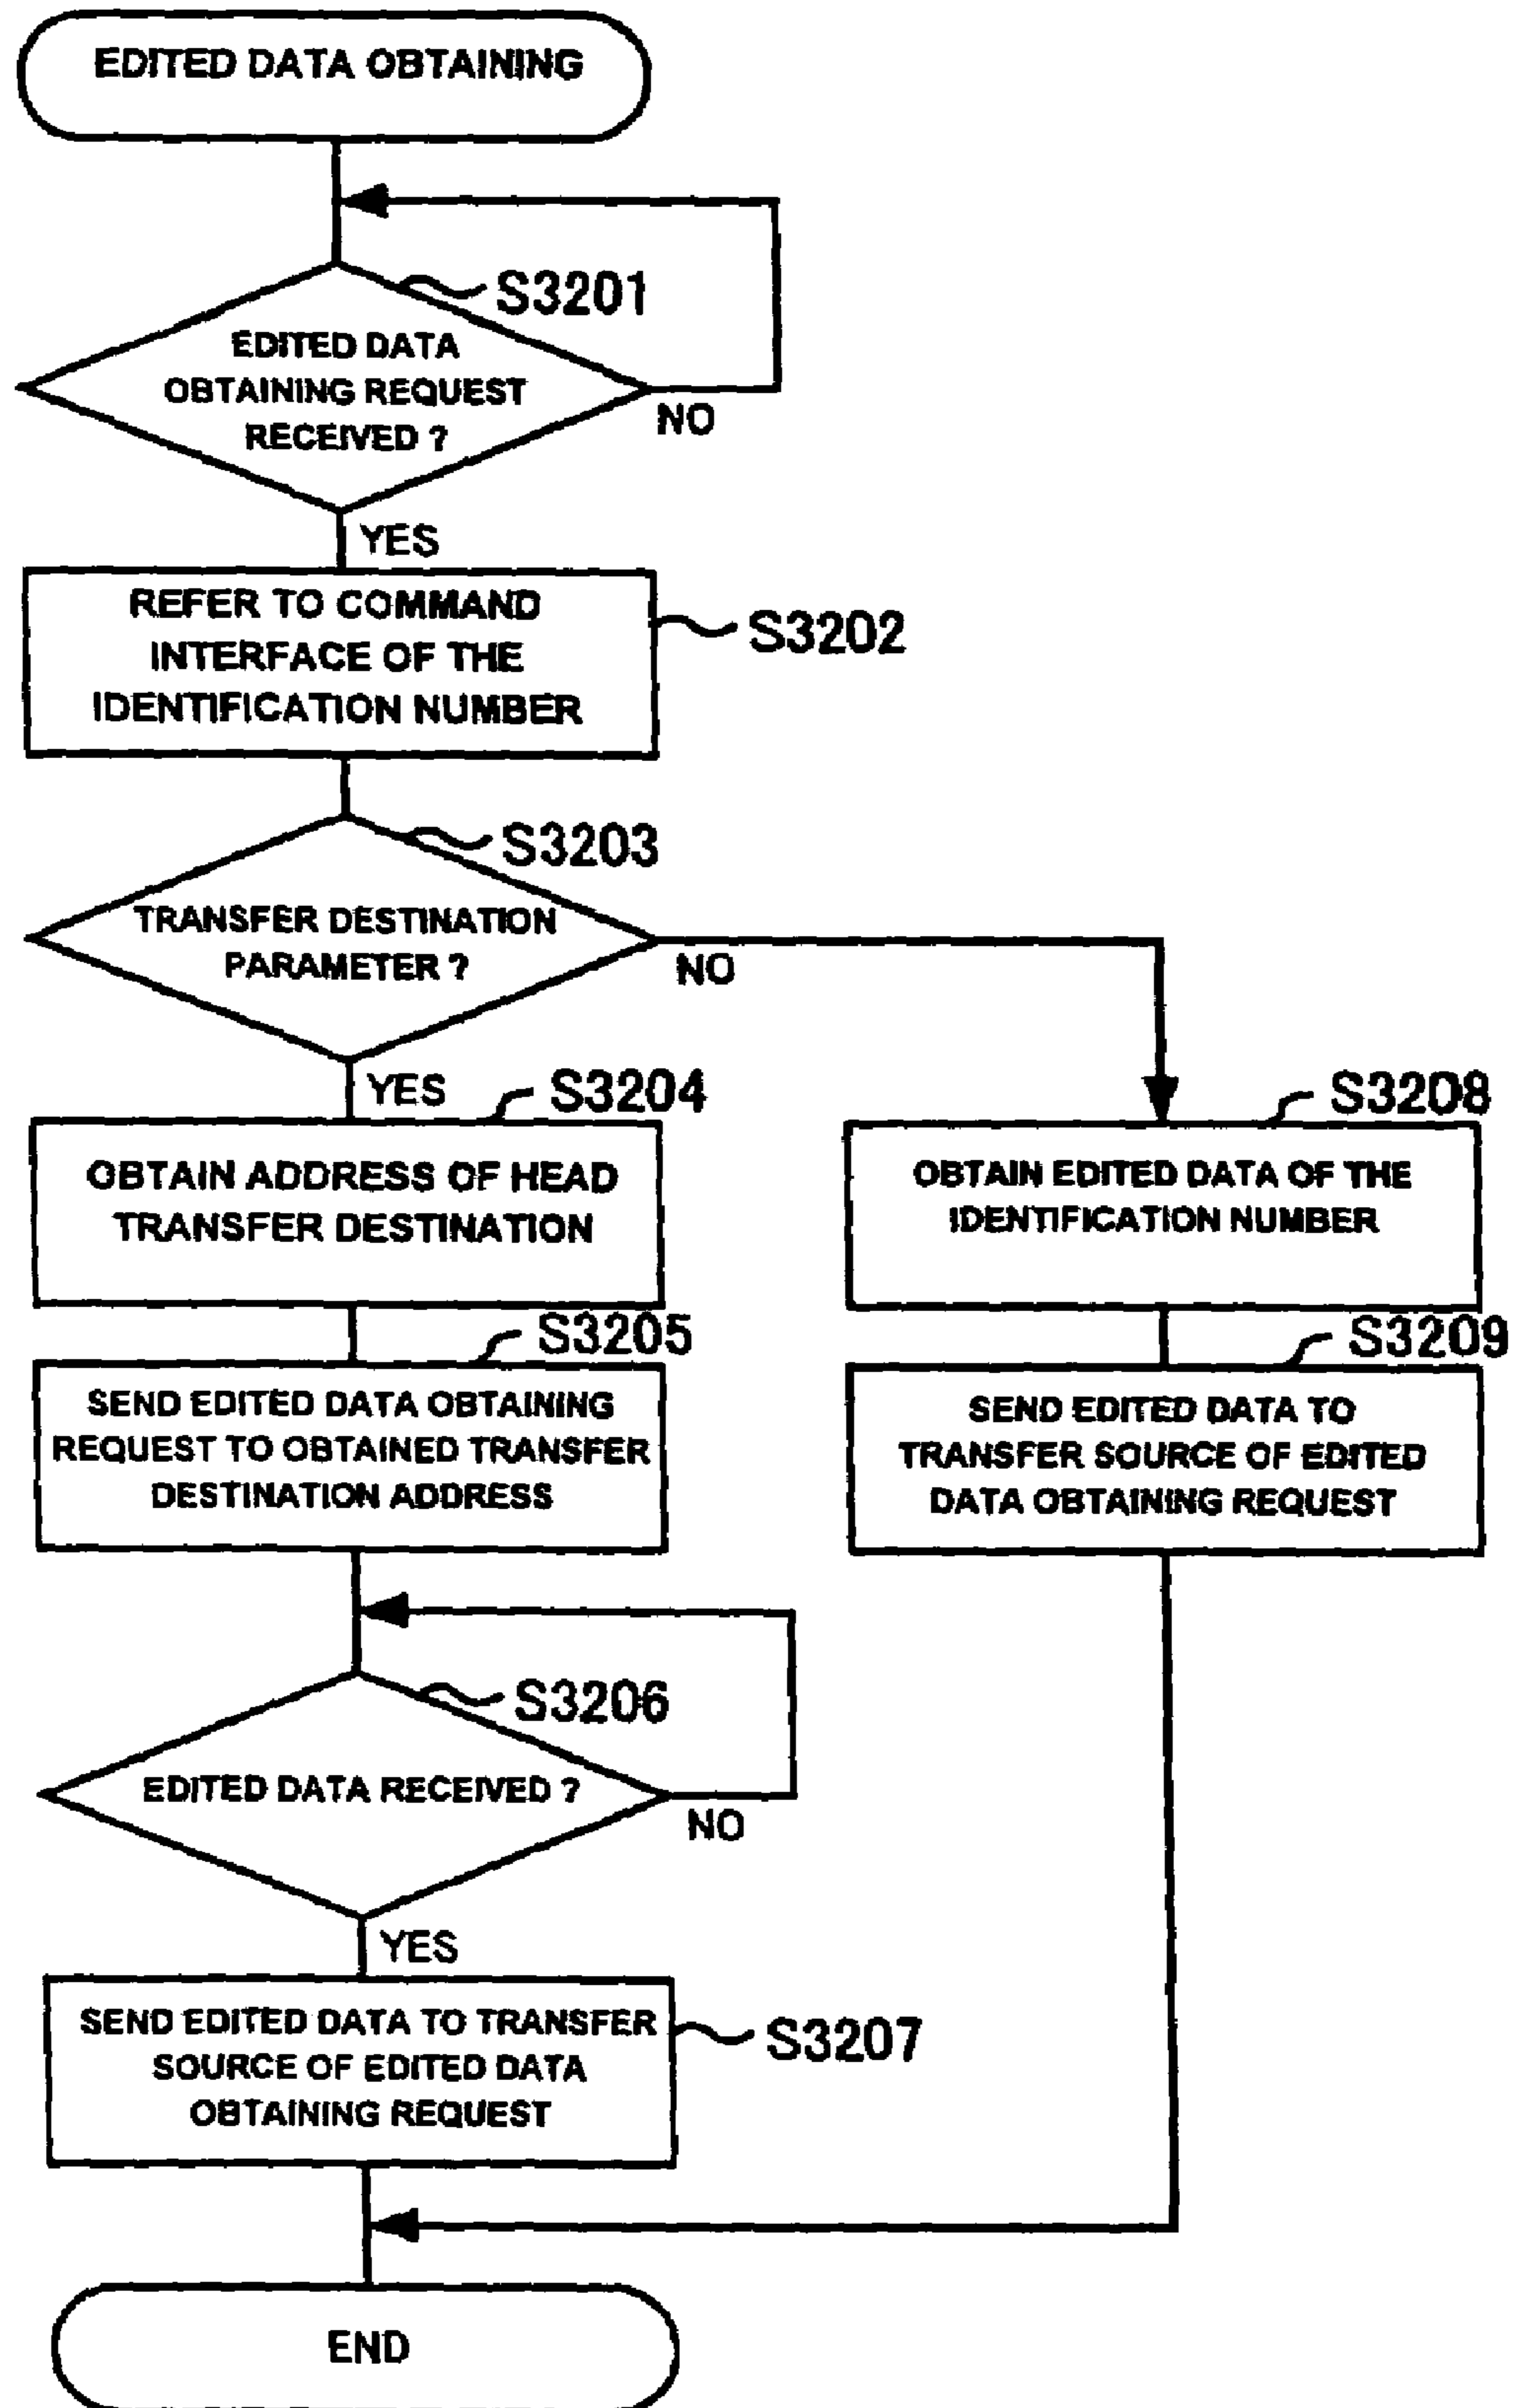 EDITED DATA OBTAINING
S3201
EDITED DATA
OBTAINING REQUEST
RECEIVED ?
NO
YES
REFER TO COMMAND
INTERFACE OF THE
IDENTIFICATION NUMBER
S3202
S3203
TRANSFER DESTINATION
PARAMETER ?
NO
YES
S3204
OBTAIN ADDRESS OF HEAD
TRANSFER DESTINATION
S3208
OBTAIN EDITED DATA OF THE
IDENTIFICATION NUMBER
S3205
SEND EDITED DATA OBTAINING
REQUEST TO OBTAINED TRANSFER
DESTINATION ADDRESS
S3209
SEND EDITED DATA TO
TRANSFER SOURCE OF EDITED
DATA OBTAINING REQUEST
S3206
EDITED DATA RECEIVED ?
NO
YES
SEND EDITED DATA TO TRANSFER
SOURCE OF EDITED DATA
OBTAINING REQUEST
S3207
END